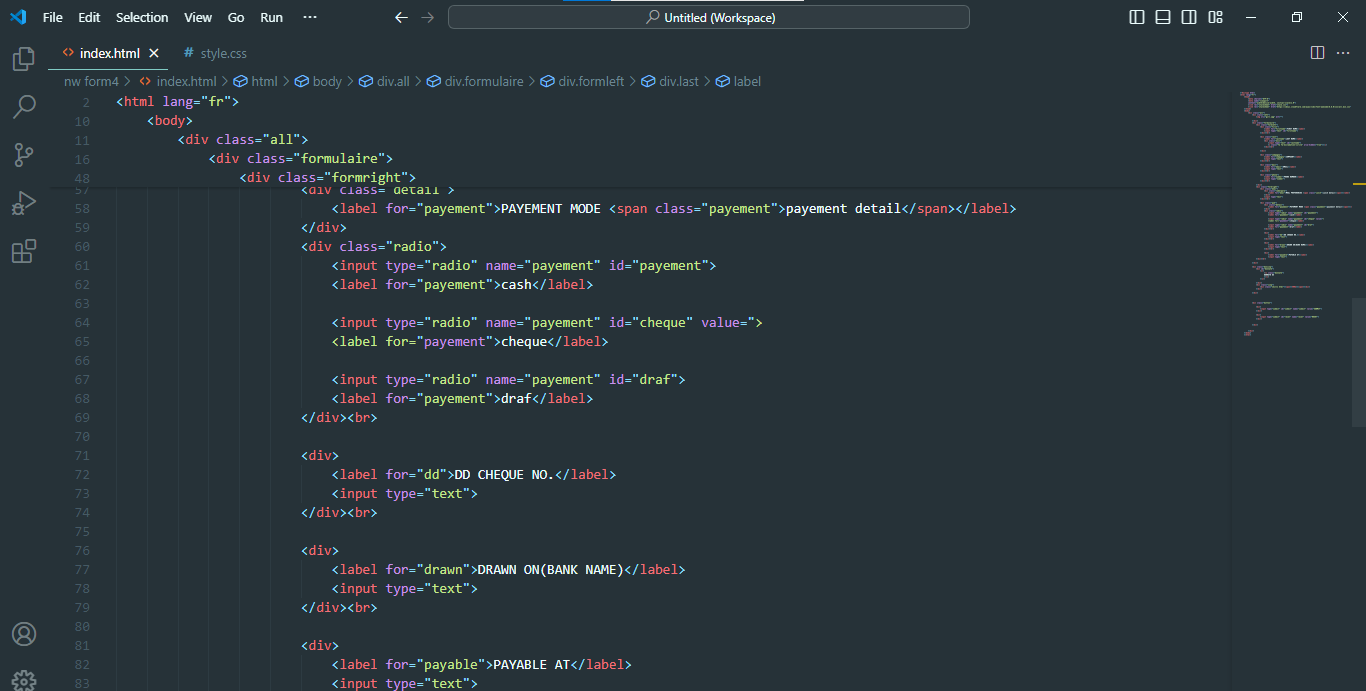 File Edit Selection View Go Run ··· Untitled (Workspace)
index.html # style.css
nw form4 > index.html > html > body > div.all > div.formulaire > div.formleft > div.last > label
2 <html lang="fr">
10 <body>
11 <div class="all">
16 <div class="formulaire">
48 <div class="formright">
57 <div class="detail">
58 <label for="payement">PAYEMENT MODE <span class="payement">payement detail</span></label>
59 </div>
60 <div class="radio">
61 <input type="radio" name="payement" id="payement">
62 <label for="payement">cash</label>
63
64 <input type="radio" name="payement" id="cheque" value=">
65 <label for="payement">cheque</label>
66
67 <input type="radio" name="payement" id="draf">
68 <label for="payement">draf</label>
69 </div><br>
70
71 <div>
72 <label for="dd">DD CHEQUE NO.</label>
73 <input type="text">
74 </div><br>
75
76 <div>
77 <label for="drawn">DRAWN ON(BANK NAME)</label>
78 <input type="text">
79 </div><br>
80
81 <div>
82 <label for="payable">PAYABLE AT</label>
83 <input type="text">